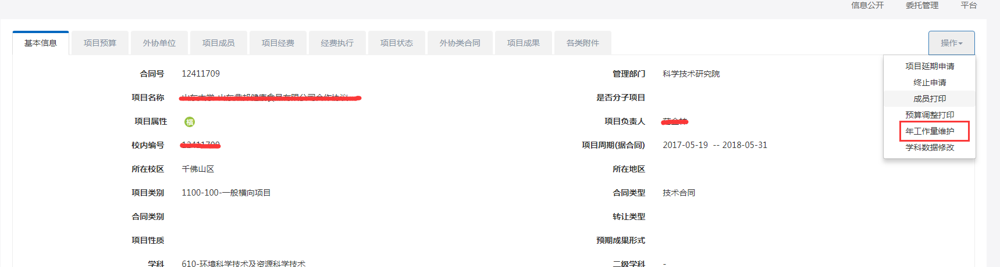 信息公开 委托管理 平台
基本信息 项目预算 外协单位 项目成员 项目经费 经费执行 项目状态 外协类合同 项目成果 各类附件 操作
项目延期申请
终止申请
成员打印
预算调整打印
年工作量维护
学科数据修改
合同号 12411709 管理部门 科学技术研究院
项目名称 是否分子项目
项目属性 横 项目负责人
校内编号 项目周期(据合同) 2017-05-19 -- 2018-05-31
所在校区 千佛山区 所在地区
项目类别 1100-100-一般横向项目 合同类型 技术合同
合同类别 转让类型
项目性质 预期成果形式
学科 610-环境科学技术及资源科学技术 二级学科 -